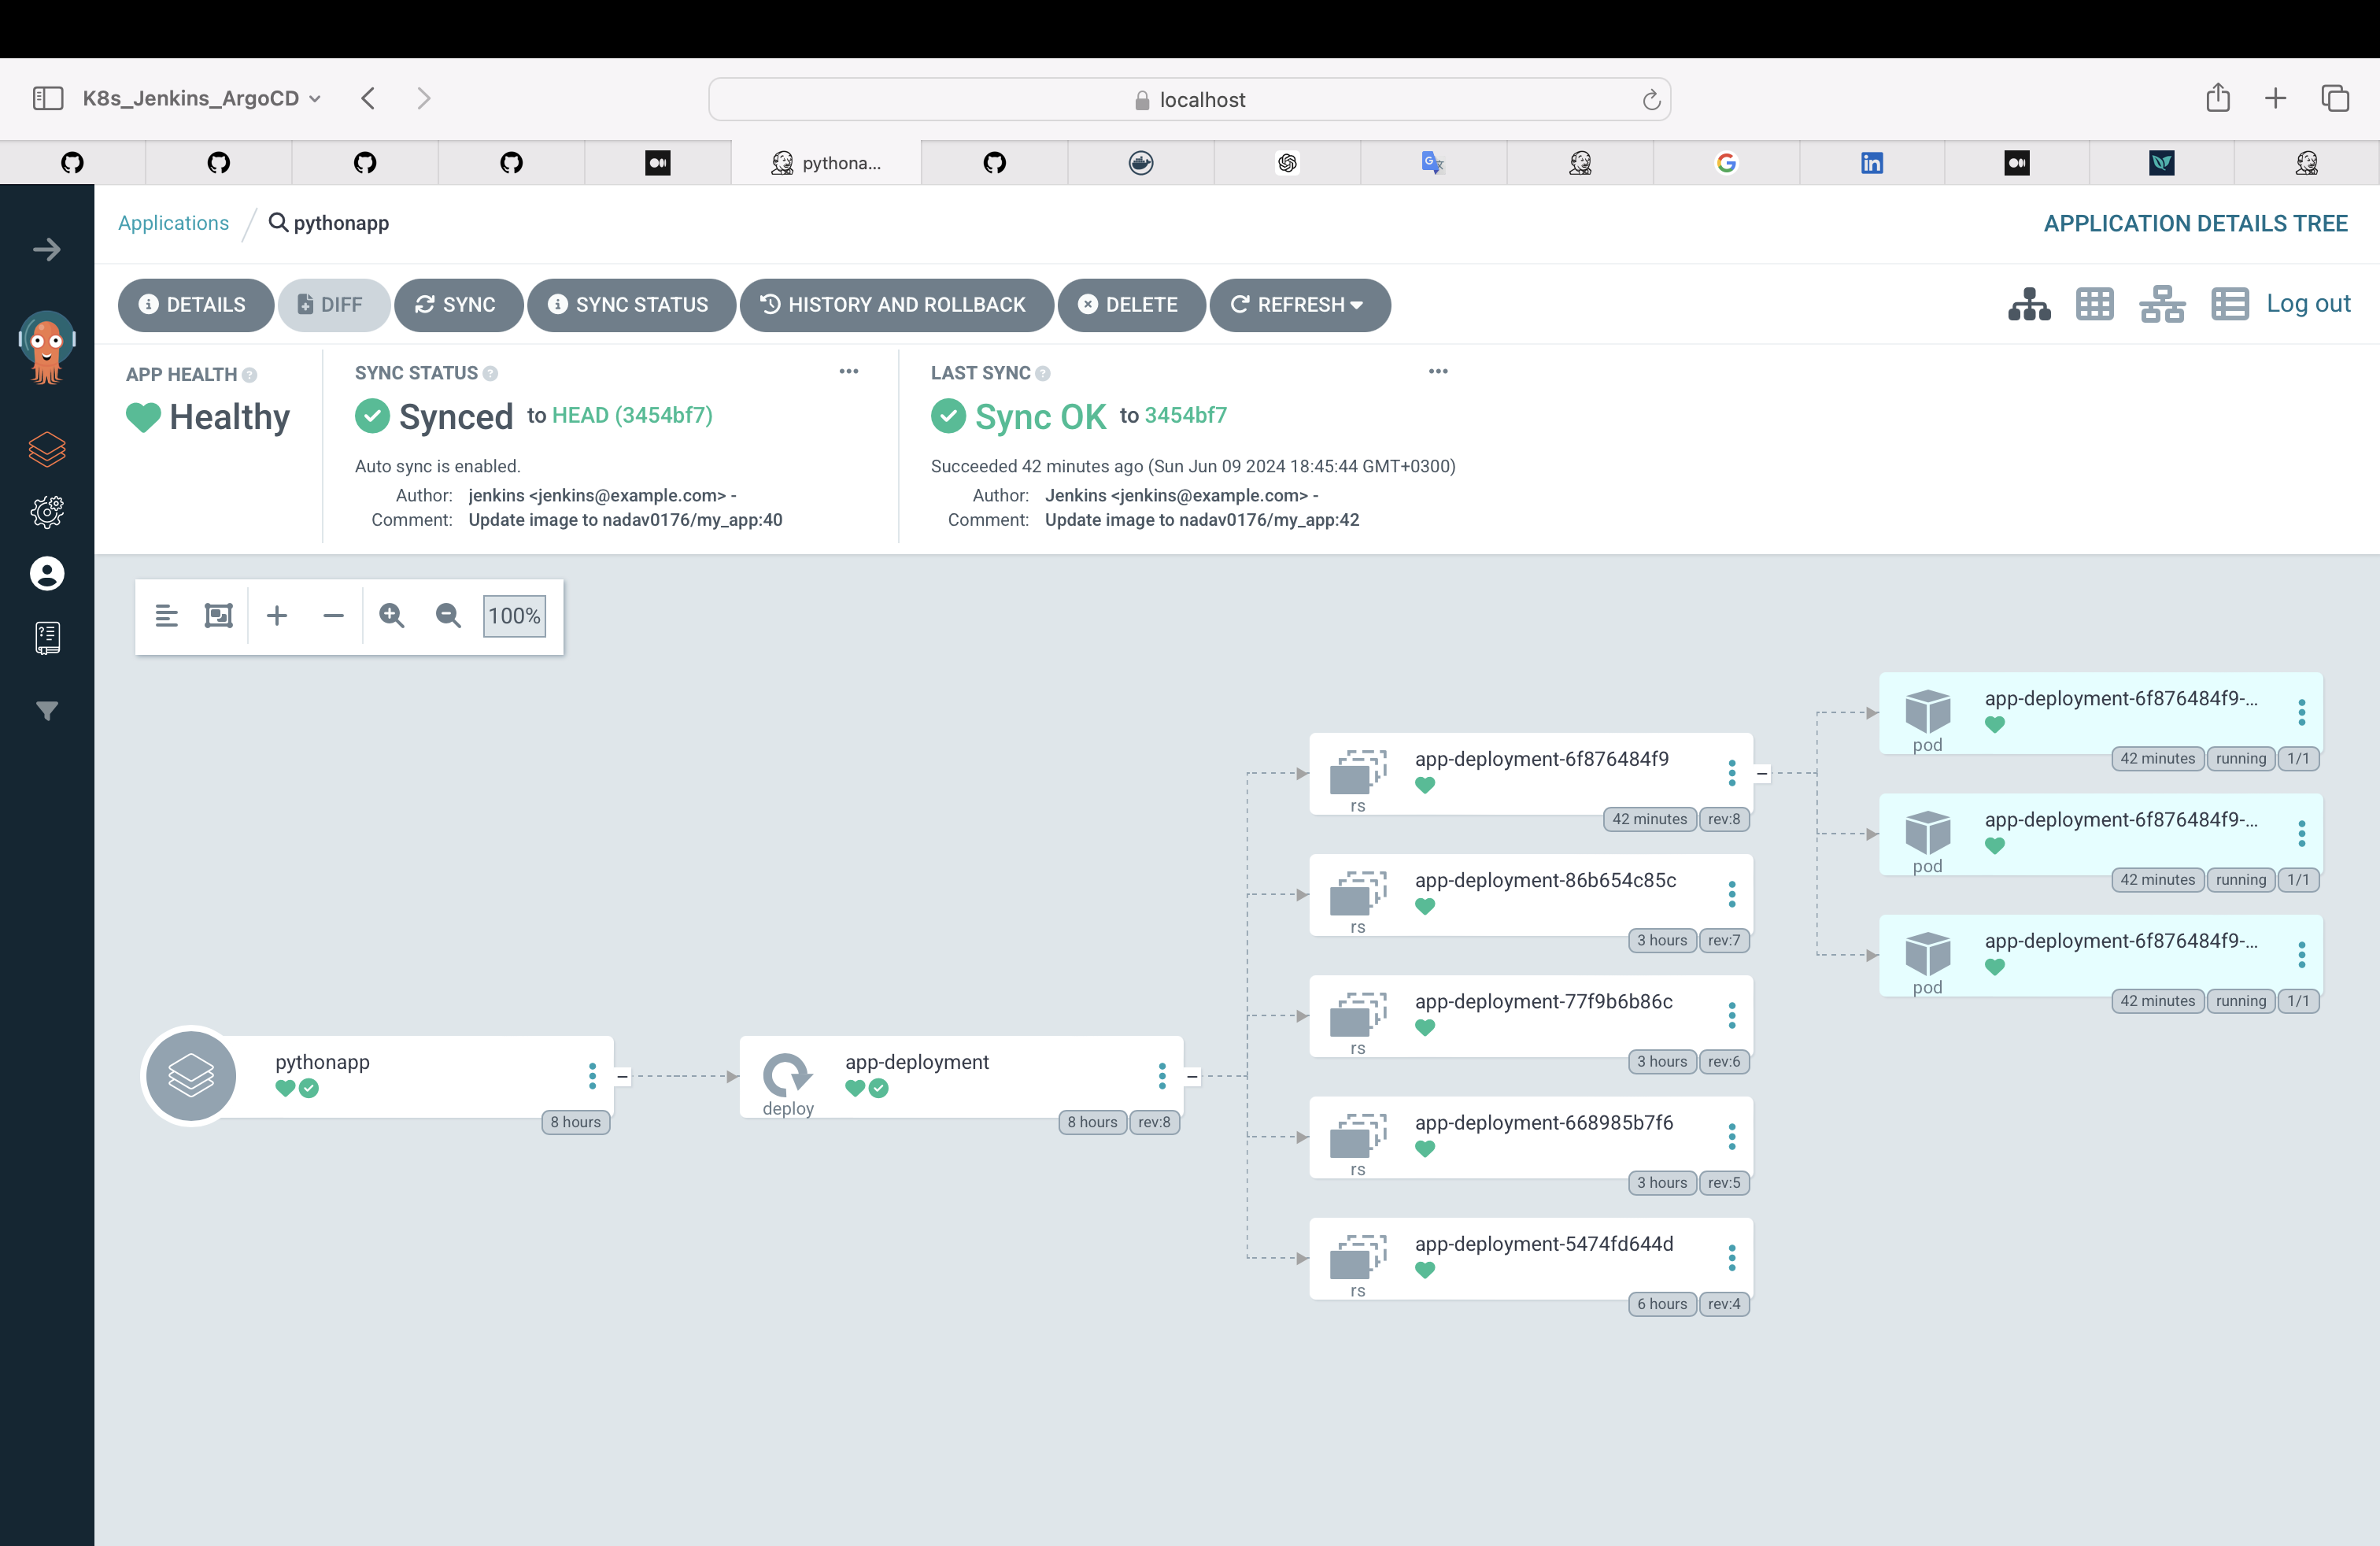 K8s_Jenkins_ArgoCD
localhost
pythona...
Applications / pythonapp
APPLICATION DETAILS TREE
DETAILS DIFF SYNC SYNC STATUS HISTORY AND ROLLBACK DELETE REFRESH Log out
APP HEALTH
Healthy
SYNC STATUS
Synced to HEAD (3454bf7)
Auto sync is enabled.
Author: jenkins <jenkins@example.com> -
Comment: Update image to nadav0176/my_app:40
LAST SYNC
Sync OK to 3454bf7
Succeeded 42 minutes ago (Sun Jun 09 2024 18:45:44 GMT+0300)
Author: Jenkins <jenkins@example.com> -
Comment: Update image to nadav0176/my_app:42
100%
pythonapp
8 hours
app-deployment
deploy
8 hours rev:8
app-deployment-6f876484f9
rs
42 minutes rev:8
app-deployment-86b654c85c
rs
3 hours rev:7
app-deployment-77f9b6b86c
rs
3 hours rev:6
app-deployment-668985b7f6
rs
3 hours rev:5
app-deployment-5474fd644d
rs
6 hours rev:4
app-deployment-6f876484f9-...
pod
42 minutes running 1/1
app-deployment-6f876484f9-...
pod
42 minutes running 1/1
app-deployment-6f876484f9-...
pod
42 minutes running 1/1